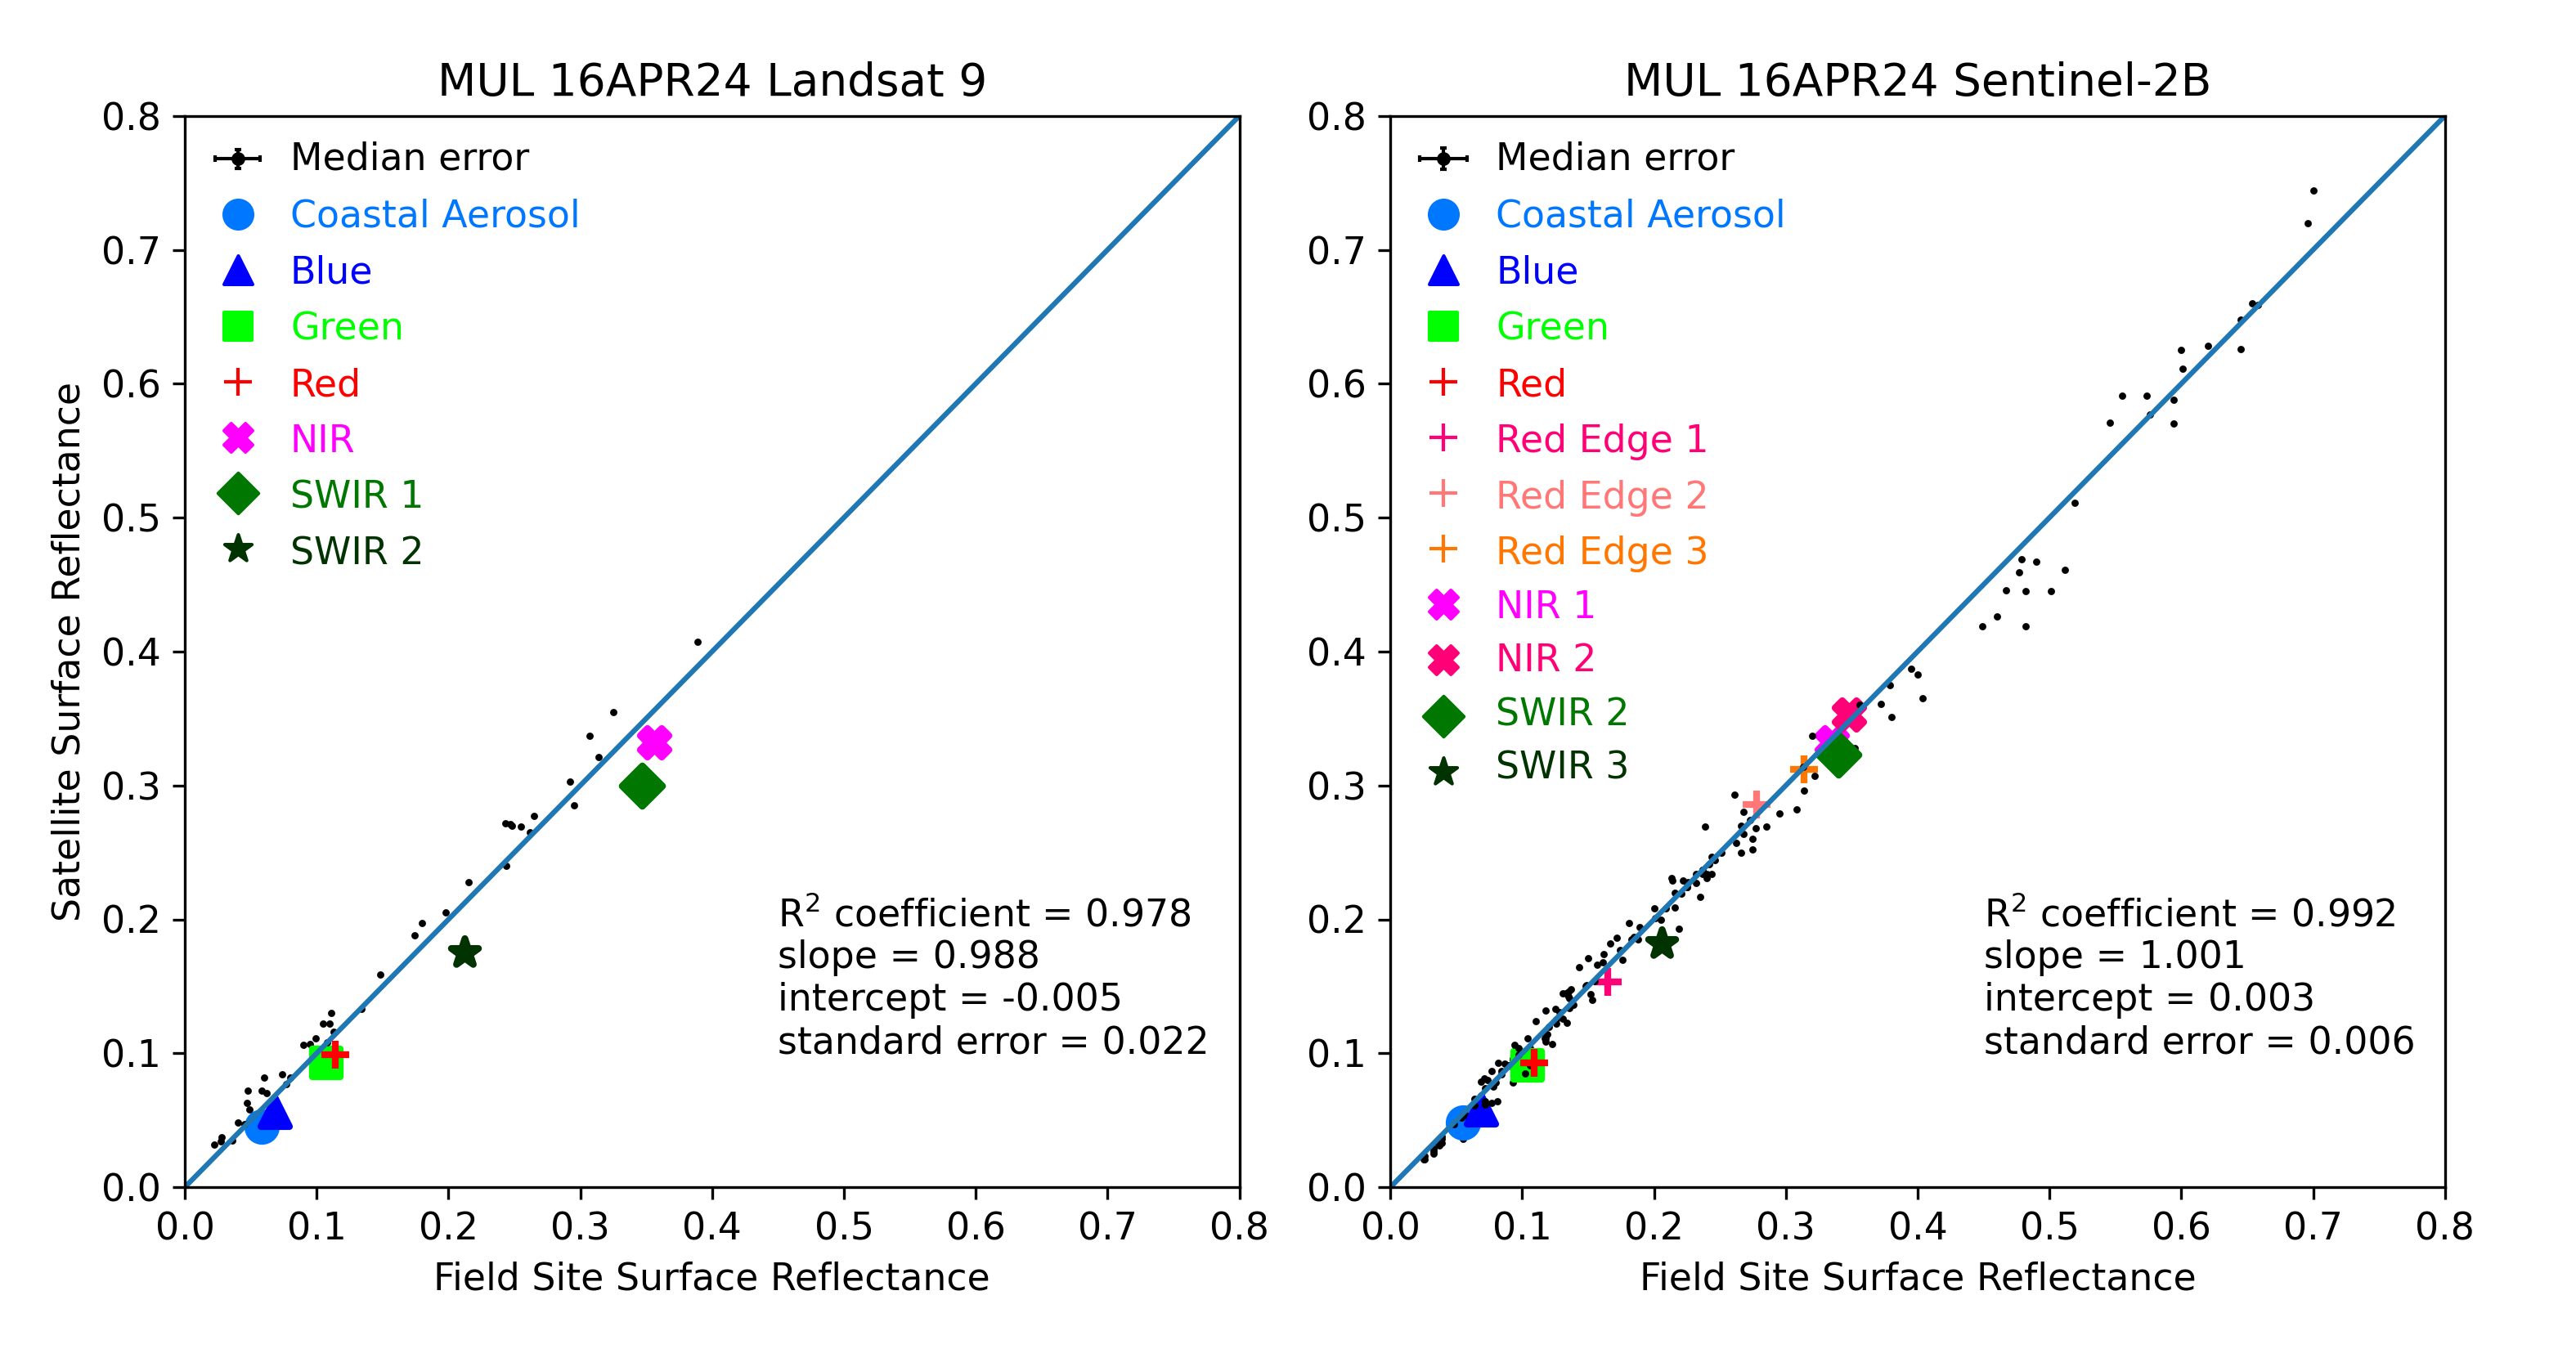 MUL 16APR24 Landsat 9
Satellite Surface Reflectance
0.8
0.7
0.6
0.5
0.4
0.3
0.2
0.1
0.0
Median error
Coastal Aerosol
Blue
Green
Red
NIR
SWIR 1
SWIR 2
R² coefficient = 0.978
slope = 0.988
intercept = -0.005
standard error = 0.022
0.0 0.1 0.2 0.3 0.4 0.5 0.6 0.7 0.8
Field Site Surface Reflectance
MUL 16APR24 Sentinel-2B
0.8
0.7
0.6
0.5
0.4
0.3
0.2
0.1
0.0
Median error
Coastal Aerosol
Blue
Green
Red
Red Edge 1
Red Edge 2
Red Edge 3
NIR 1
NIR 2
SWIR 2
SWIR 3
R² coefficient = 0.992
slope = 1.001
intercept = 0.003
standard error = 0.006
0.0 0.1 0.2 0.3 0.4 0.5 0.6 0.7 0.8
Field Site Surface Reflectance